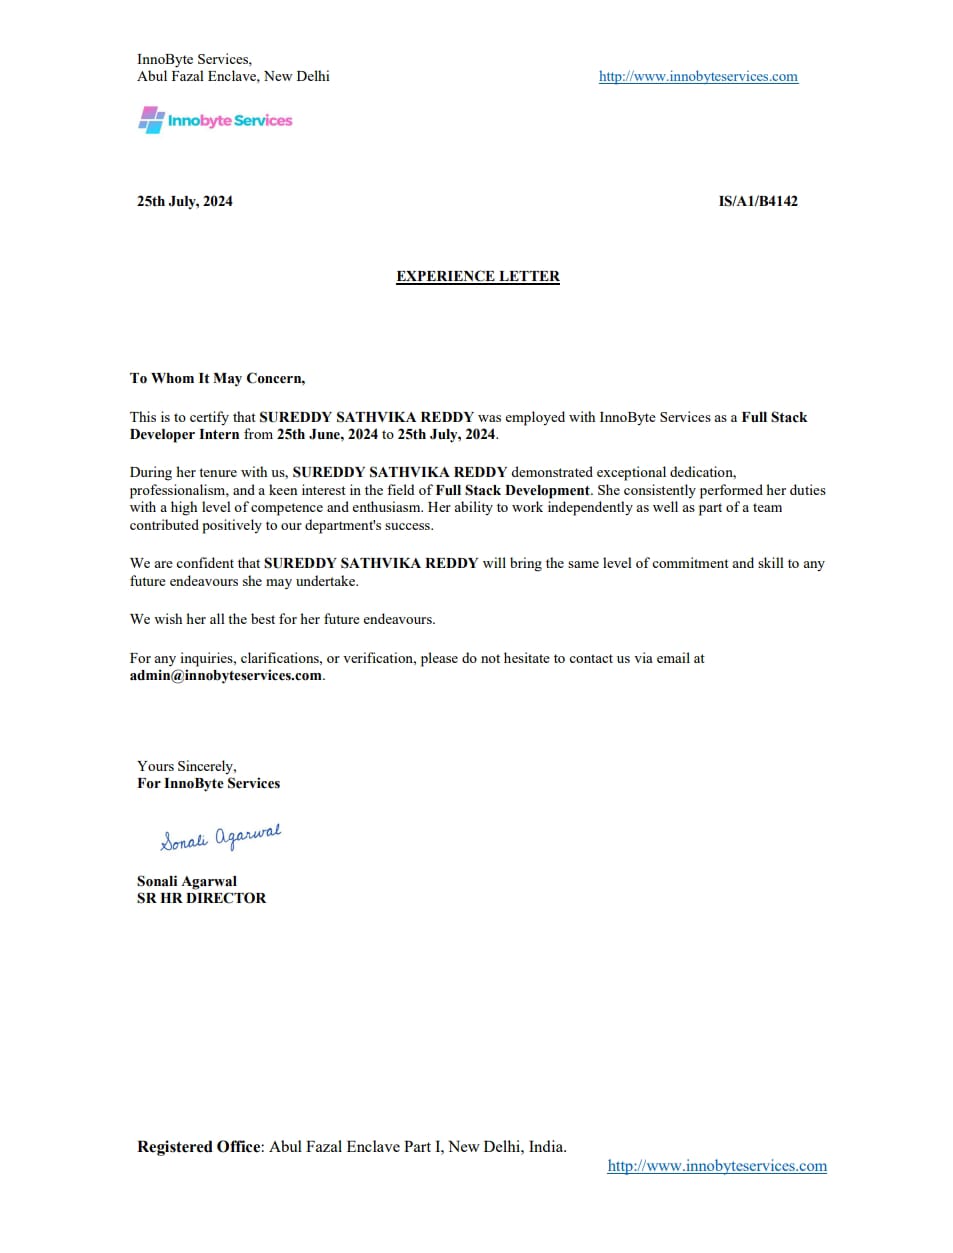 InnoByte Services,
Abul Fazal Enclave, New Delhi http://www.innobyteservices.com
Innobyte Services
25th July, 2024 IS/A1/B4142
EXPERIENCE LETTER
To Whom It May Concern,
This is to certify that SUREDDY SATHVIKA REDDY was employed with InnoByte Services as a Full Stack
Developer Intern from 25th June, 2024 to 25th July, 2024.
During her tenure with us, SUREDDY SATHVIKA REDDY demonstrated exceptional dedication,
professionalism, and a keen interest in the field of Full Stack Development. She consistently performed her duties
with a high level of competence and enthusiasm. Her ability to work independently as well as part of a team
contributed positively to our department's success.
We are confident that SUREDDY SATHVIKA REDDY will bring the same level of commitment and skill to any
future endeavours she may undertake.
We wish her all the best for her future endeavours.
For any inquiries, clarifications, or verification, please do not hesitate to contact us via email at
admin@innobyteservices.com.
Yours Sincerely,
For InnoByte Services
Sonali Agarwal
Sonali Agarwal
SR HR DIRECTOR
Registered Office: Abul Fazal Enclave Part I, New Delhi, India.
http://www.innobyteservices.com